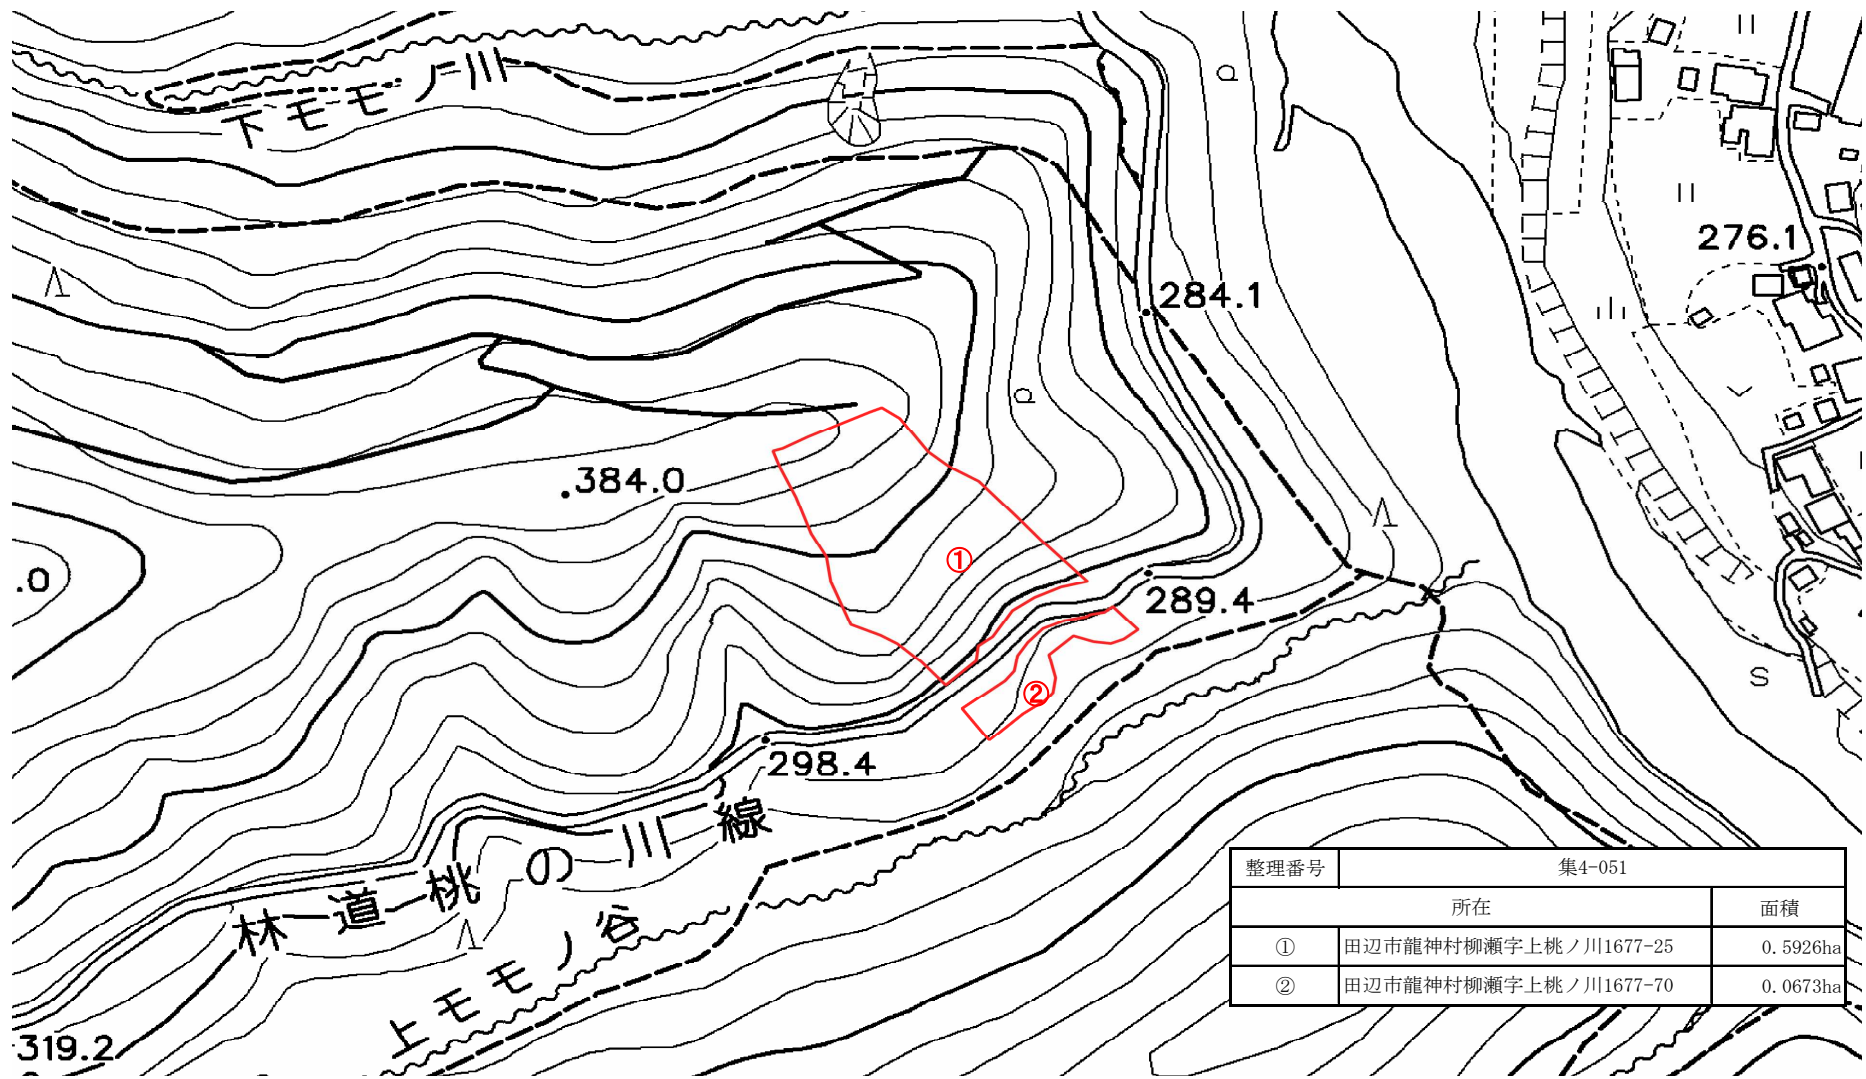 下モモノ川
276.1
284.1
384.0
①
.0
289.4
②
298.4
林道桃の川線
上モモノ谷
319.2
整理番号 集4-051
所在 面積
① 田辺市龍神村柳瀬字上桃ノ川1677-25 0.5926ha
② 田辺市龍神村柳瀬字上桃ノ川1677-70 0.0673ha